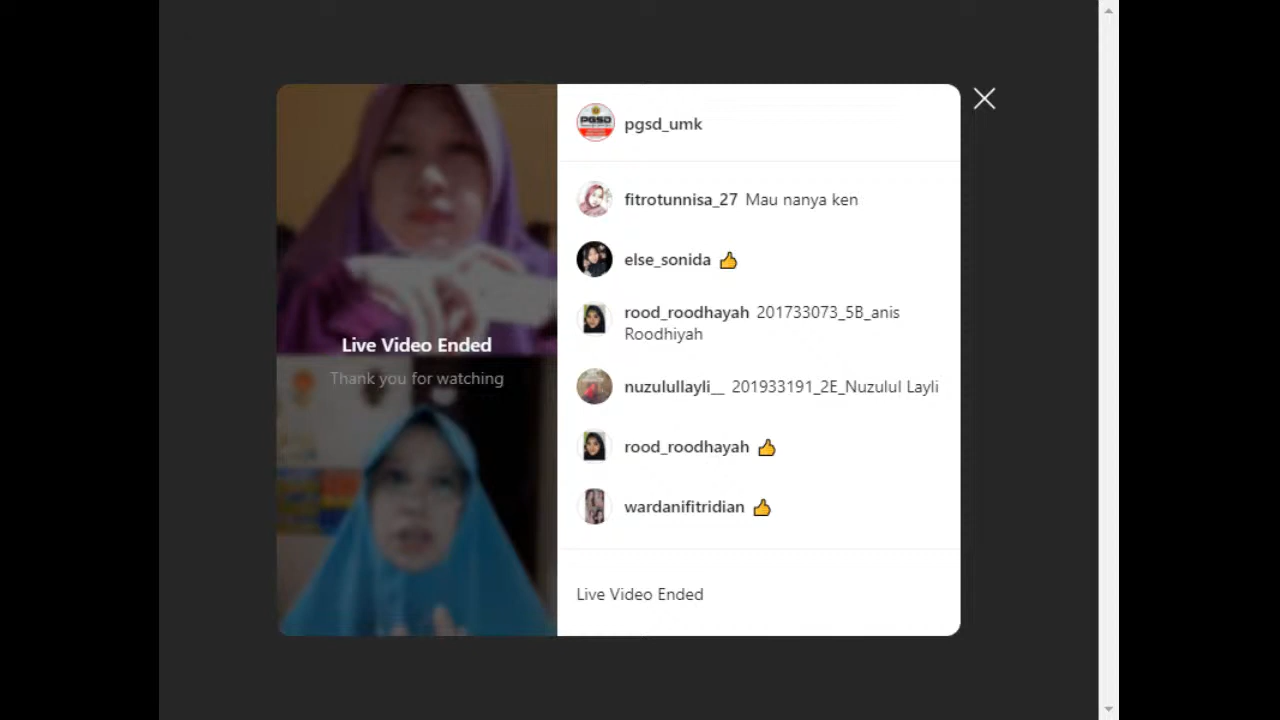 Live Video Ended
Thank you for watching
PGSD
pgsd_umk
fitrotunnisa_27 Mau nanya ken
else_sonida 👍
rood_roodhayah 201733073_5B_anis
Roodhiyah
nuzulullayli__ 201933191_2E_Nuzulul Layli
rood_roodhayah 👍
wardanifitridian 👍
Live Video Ended